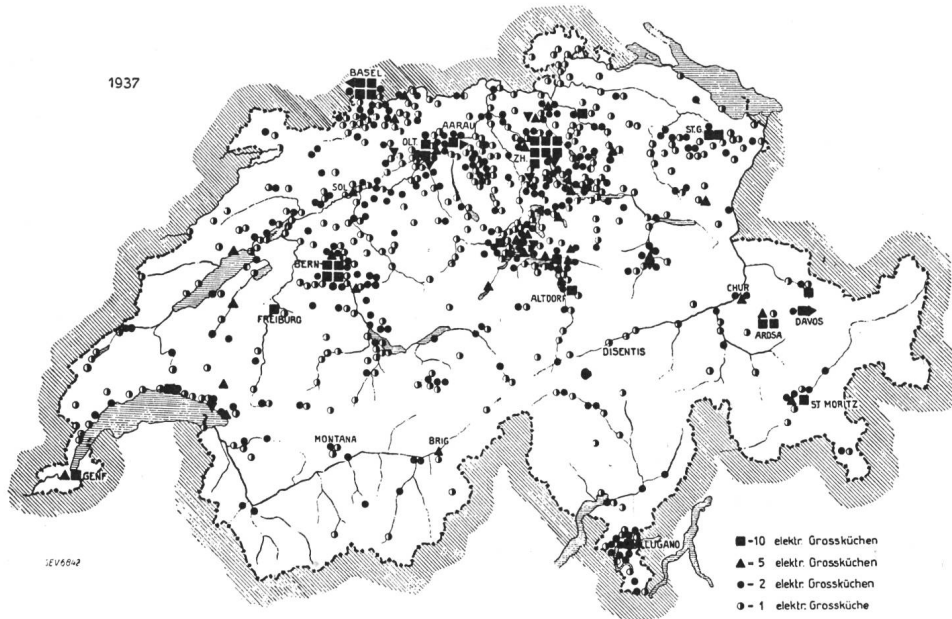 1937
BASEL
AARAU
OLT.
ZH.
ST.G.
SOL.
BERN
FREIBURG
ALTDORF
CHUR
DAVOS
AROSA
DISENTIS
ST MORITZ
MONTANA
BRIG
GENF
LUGANO
■ -10 elektr. Grossküchen
▲ - 5 elektr. Grossküchen
● - 2 elektr. Grossküchen
◑ - 1 elektr. Grossküche
SEV6842